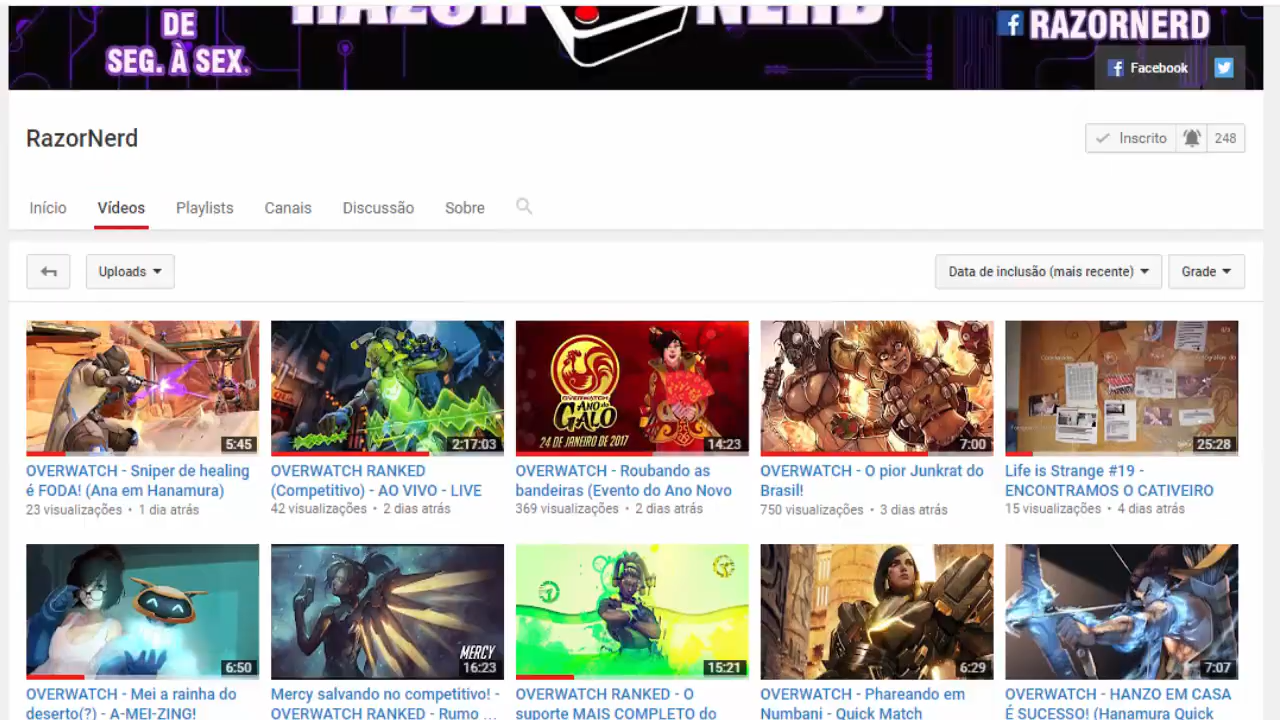 RAZOR NERD
DE
SEG. À SEX.
RAZORNERD
Facebook
RazorNerd
Inscrito
248
Início
Vídeos
Playlists
Canais
Discussão
Sobre
Uploads
Data de inclusão (mais recente)
Grade
5:45
2:17:03
OVERWATCH
ANO do
GALO
24 DE JANEIRO DE 2017
14:23
7:00
25:28
OVERWATCH - Sniper de healing
é FODA! (Ana em Hanamura)
23 visualizações • 1 dia atrás
OVERWATCH RANKED
(Competitivo) - AO VIVO - LIVE
42 visualizações • 2 dias atrás
OVERWATCH - Roubando as
bandeiras (Evento do Ano Novo
369 visualizações • 2 dias atrás
OVERWATCH - O pior Junkrat do
Brasil!
750 visualizações • 3 dias atrás
Life is Strange #19 -
ENCONTRAMOS O CATIVEIRO
15 visualizações • 4 dias atrás
6:50
MERCY
16:23
15:21
6:29
7:07
OVERWATCH - Mei a rainha do
deserto(?) - A-MEI-ZING!
Mercy salvando no competitivo! -
OVERWATCH RANKED - Rumo ...
OVERWATCH RANKED - O
suporte MAIS COMPLETO do
OVERWATCH - Phareando em
Numbani - Quick Match
OVERWATCH - HANZO EM CASA
É SUCESSO! (Hanamura Quick